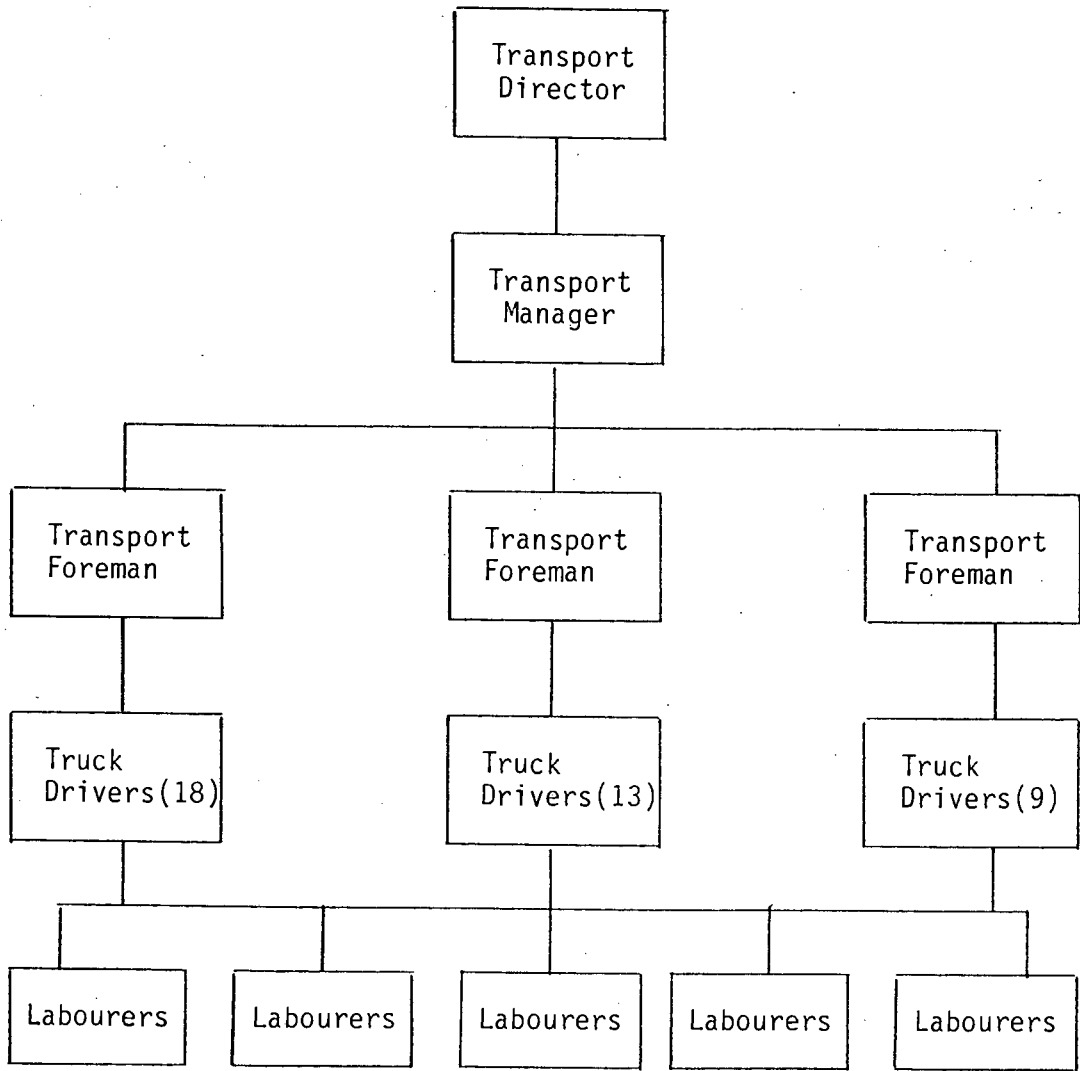 Transport
Director
Transport
Manager
Transport
Foreman
Transport
Foreman
Transport
Foreman
Truck
Drivers(18)
Truck
Drivers(13)
Truck
Drivers(9)
Labourers
Labourers
Labourers
Labourers
Labourers